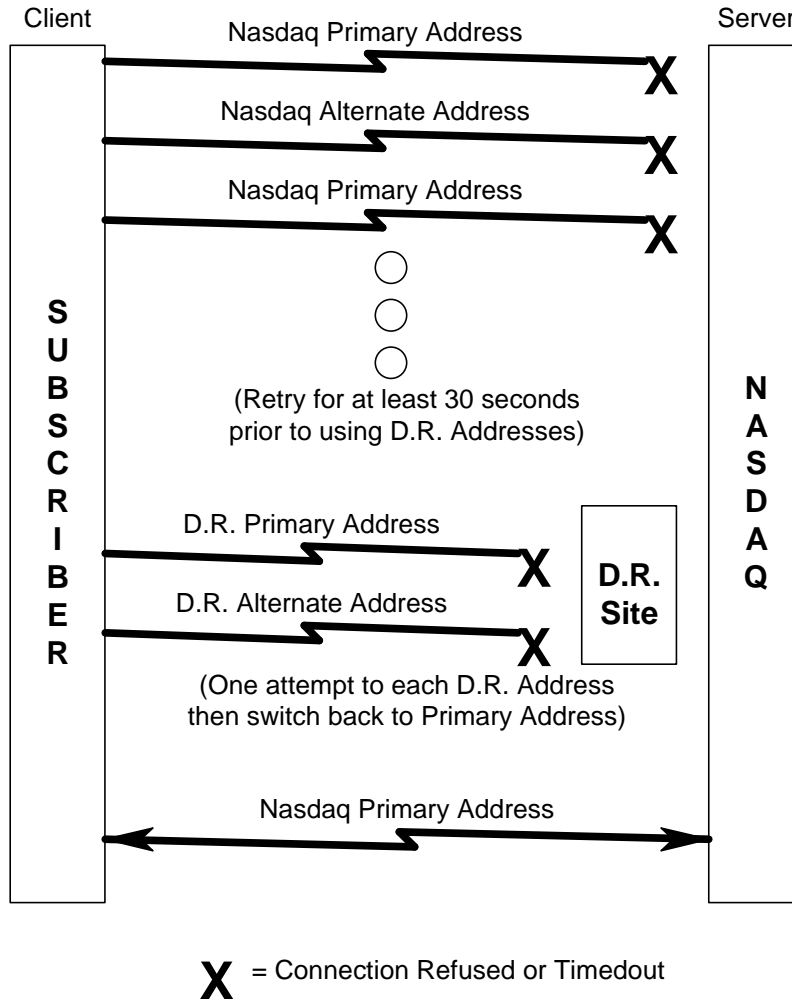 Client
Server
Nasdaq Primary Address
X
Nasdaq Alternate Address
X
Nasdaq Primary Address
X
SUBSCRIBER
NASDAQ
(Retry for at least 30 seconds
prior to using D.R. Addresses)
D.R. Primary Address
X
D.R. Alternate Address
X
D.R.
Site
(One attempt to each D.R. Address
then switch back to Primary Address)
Nasdaq Primary Address
X = Connection Refused or Timedout